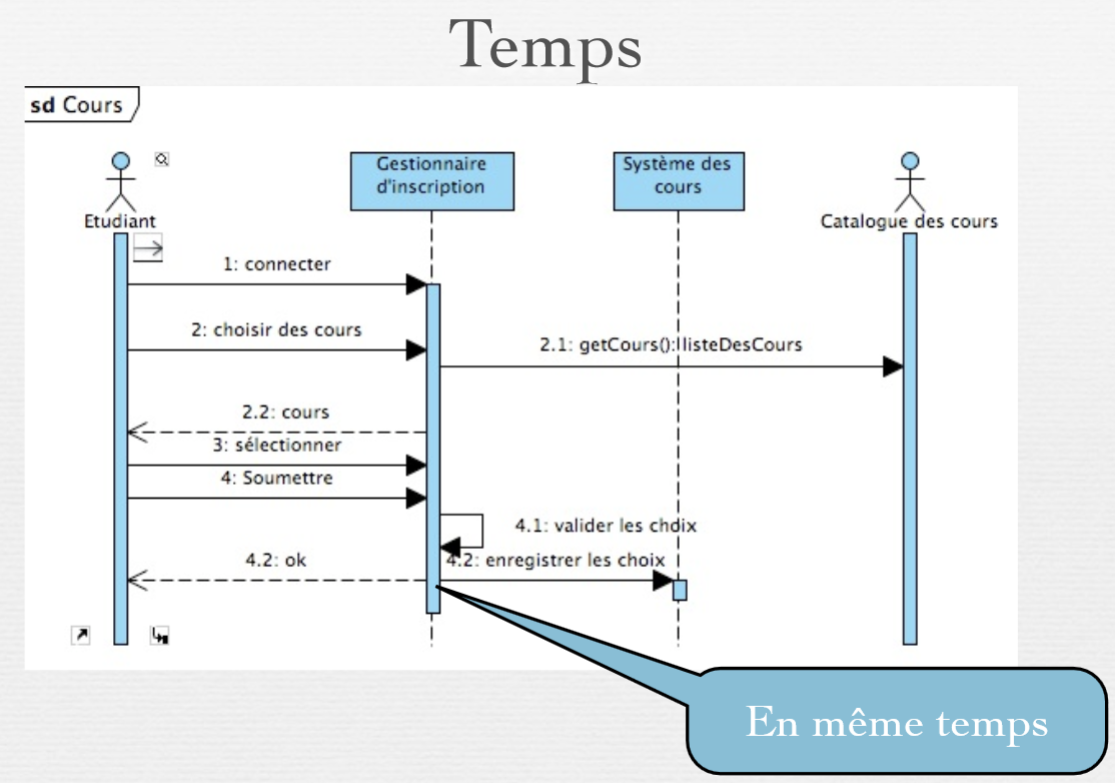 Temps
sd Cours
Gestionnaire
d'inscription
Système des
cours
Etudiant
Catalogue des cours
1: connecter
2: choisir des cours
2.1: getCours():listeDesCours
2.2: cours
3: sélectionner
4: Soumettre
4.1: valider les choix
4.2: ok
4.2: enregistrer les choix
En même temps